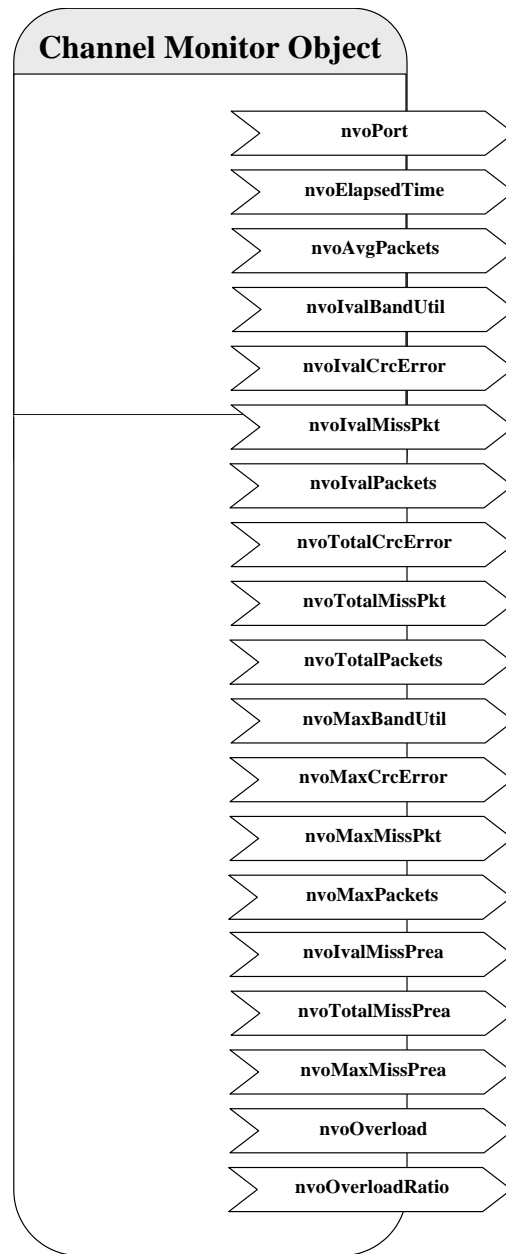 Channel Monitor Object
nvoPort
nvoElapsedTime
nvoAvgPackets
nvoIvalBandUtil
nvoIvalCrcError
nvoIvalMissPkt
nvoIvalPackets
nvoTotalCrcError
nvoTotalMissPkt
nvoTotalPackets
nvoMaxBandUtil
nvoMaxCrcError
nvoMaxMissPkt
nvoMaxPackets
nvoIvalMissPrea
nvoTotalMissPrea
nvoMaxMissPrea
nvoOverload
nvoOverloadRatio